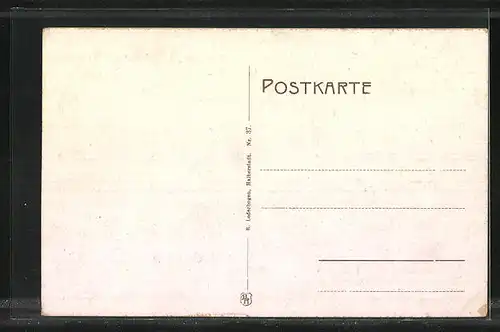 POSTKARTE
R. Lederbogen, Halberstadt. Nr. 37.